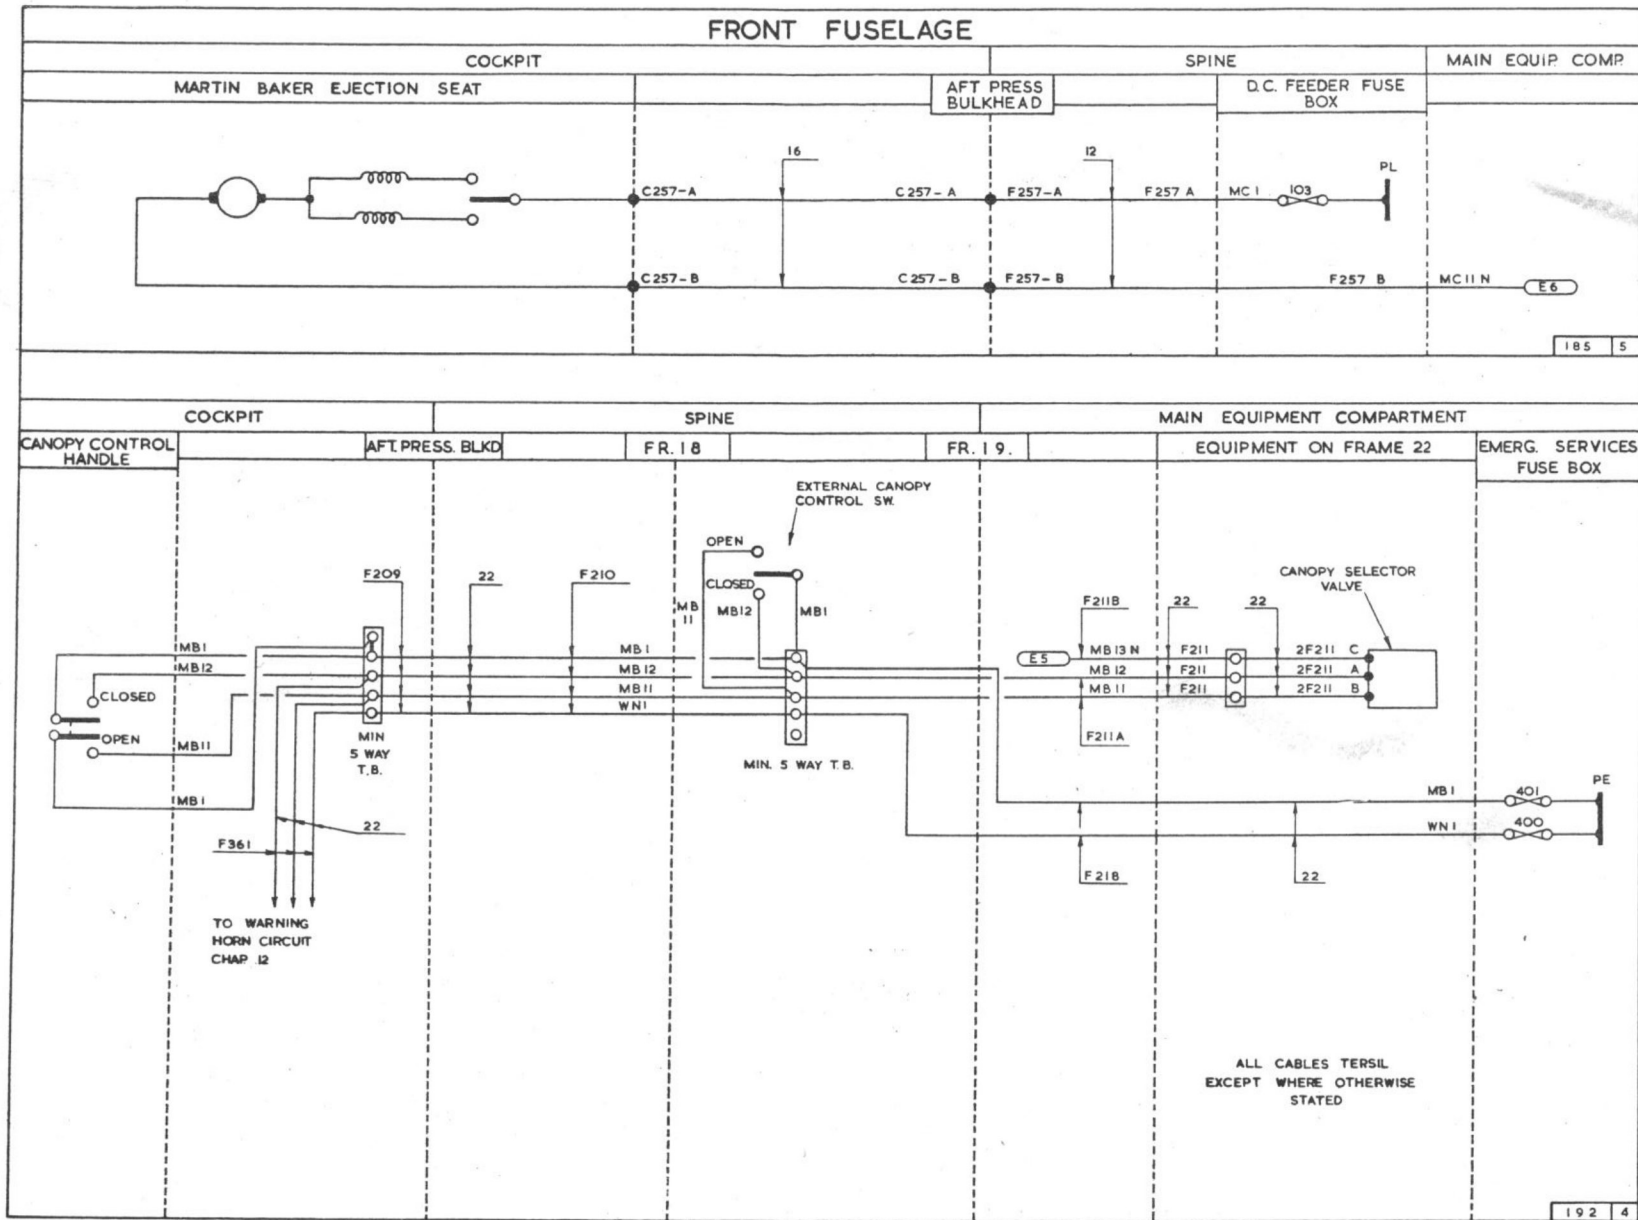 FRONT FUSELAGE
COCKPIT
SPINE
MAIN EQUIP. COMP.
MARTIN BAKER EJECTION SEAT
AFT PRESS
BULKHEAD
D.C. FEEDER FUSE
BOX
16
12
PL
C257-A
C257-A
F257-A
F257 A
MC 1
103
C257-B
C257-B
F257-B
F257 B
MC11 N
E6
185 5
COCKPIT
SPINE
MAIN EQUIPMENT COMPARTMENT
CANOPY CONTROL
HANDLE
AFT. PRESS. BLKD
FR. 18
FR. 19.
EQUIPMENT ON FRAME 22
EMERG. SERVICES
FUSE BOX
EXTERNAL CANOPY
CONTROL SW.
OPEN
CLOSED
MB
11
MB12
MB1
F209
22
F210
CANOPY SELECTOR
VALVE
F211B
22
22
MB1
MB1
E5
MB13 N
F211
2F211 C
MB12
MB12
MB12
F211
2F211 A
CLOSED
MB11
MB11
F211
2F211 B
WN1
OPEN
MB11
MIN
5 WAY
T.B.
MIN. 5 WAY T.B.
F211A
MB1
MB1
401
PE
22
WN1
400
F361
F218
22
TO WARNING
HORN CIRCUIT
CHAP. 12
ALL CABLES TERSIL
EXCEPT WHERE OTHERWISE
STATED
192 4